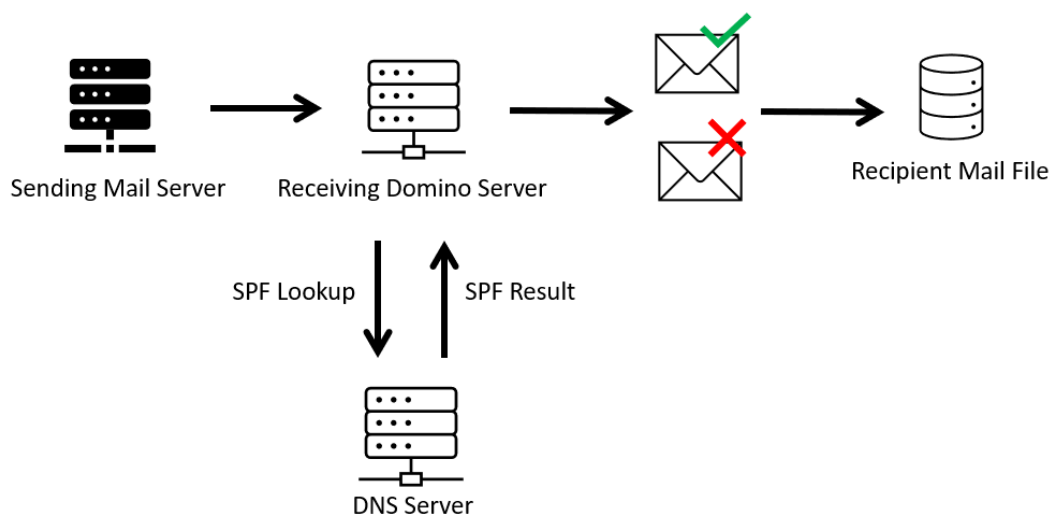 Sending Mail Server
Receiving Domino Server
Recipient Mail File
SPF Lookup
SPF Result
DNS Server